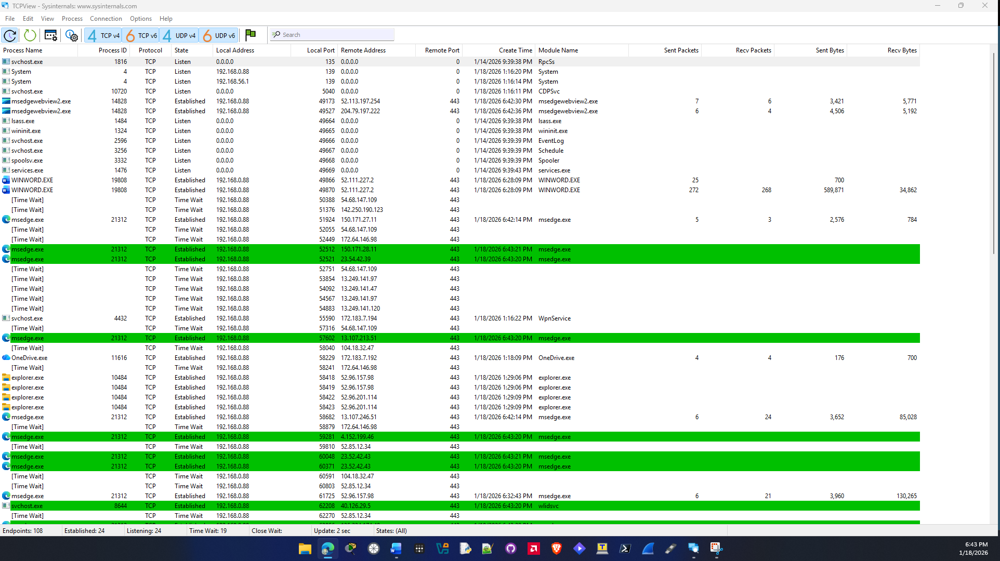 TCPView - Sysinternals: www.sysinternals.com
File Edit View Process Connection Options Help
4 TCP v4 6 TCP v6 4 UDP v4 6 UDP v6 Search
Process Name Process ID Protocol State Local Address Local Port Remote Address Remote Port Create Time Module Name Sent Packets Recv Packets Sent Bytes Recv Bytes
svchost.exe 1816 TCP Listen 0.0.0.0 135 0.0.0.0 0 1/14/2026 9:39:38 PM RpcSs
System 4 TCP Listen 192.168.0.88 139 0.0.0.0 0 1/18/2026 1:16:20 PM System
System 4 TCP Listen 192.168.56.1 139 0.0.0.0 0 1/18/2026 1:16:14 PM System
svchost.exe 10720 TCP Listen 0.0.0.0 5040 0.0.0.0 0 1/18/2026 1:16:11 PM CDPSvc
msedgewebview2.exe 14828 TCP Established 192.168.0.88 49173 52.113.197.254 443 1/18/2026 6:42:30 PM msedgewebview2.exe 7 6 3,421 5,771
msedgewebview2.exe 14828 TCP Established 192.168.0.88 49527 204.79.197.222 443 1/18/2026 6:42:36 PM msedgewebview2.exe 6 4 4,506 5,192
lsass.exe 1484 TCP Listen 0.0.0.0 49664 0.0.0.0 0 1/14/2026 9:39:38 PM lsass.exe
wininit.exe 1324 TCP Listen 0.0.0.0 49665 0.0.0.0 0 1/14/2026 9:39:38 PM wininit.exe
svchost.exe 2596 TCP Listen 0.0.0.0 49666 0.0.0.0 0 1/14/2026 9:39:39 PM EventLog
svchost.exe 3256 TCP Listen 0.0.0.0 49667 0.0.0.0 0 1/14/2026 9:39:39 PM Schedule
spoolsv.exe 3332 TCP Listen 0.0.0.0 49668 0.0.0.0 0 1/14/2026 9:39:39 PM Spooler
services.exe 1476 TCP Listen 0.0.0.0 49669 0.0.0.0 0 1/14/2026 9:39:43 PM services.exe
WINWORD.EXE 19808 TCP Established 192.168.0.88 49866 52.111.227.2 443 1/18/2026 6:28:09 PM WINWORD.EXE 25 700
WINWORD.EXE 19808 TCP Established 192.168.0.88 49870 52.111.227.2 443 1/18/2026 6:28:09 PM WINWORD.EXE 272 268 589,871 34,862
[Time Wait] TCP Time Wait 192.168.0.88 50388 54.68.147.109 443
[Time Wait] TCP Time Wait 192.168.0.88 51376 142.250.190.123 443
msedge.exe 21312 TCP Established 192.168.0.88 51924 150.171.27.11 443 1/18/2026 6:42:14 PM msedge.exe 5 3 2,576 784
[Time Wait] TCP Time Wait 192.168.0.88 52055 54.68.147.109 443
[Time Wait] TCP Time Wait 192.168.0.88 52449 172.64.146.98 443
msedge.exe 21312 TCP Established 192.168.0.88 52512 150.171.28.11 443 1/18/2026 6:43:21 PM msedge.exe
msedge.exe 21312 TCP Established 192.168.0.88 52521 23.54.42.39 443 1/18/2026 6:43:20 PM msedge.exe
[Time Wait] TCP Time Wait 192.168.0.88 52751 54.68.147.109 443
[Time Wait] TCP Time Wait 192.168.0.88 53854 13.249.141.97 443
[Time Wait] TCP Time Wait 192.168.0.88 54092 13.249.141.47 443
[Time Wait] TCP Time Wait 192.168.0.88 54567 13.249.141.97 443
[Time Wait] TCP Time Wait 192.168.0.88 54883 13.249.141.120 443
svchost.exe 4432 TCP Established 192.168.0.88 55590 172.183.7.194 443 1/18/2026 1:16:22 PM WpnService
[Time Wait] TCP Time Wait 192.168.0.88 57316 54.68.147.109 443
msedge.exe 21312 TCP Established 192.168.0.88 57602 13.107.213.51 443 1/18/2026 6:43:20 PM msedge.exe
[Time Wait] TCP Time Wait 192.168.0.88 58040 104.18.32.47 443
OneDrive.exe 11616 TCP Established 192.168.0.88 58229 172.183.7.192 443 1/18/2026 1:18:09 PM OneDrive.exe 4 4 176 700
[Time Wait] TCP Time Wait 192.168.0.88 58241 172.64.146.98 443
explorer.exe 10484 TCP Established 192.168.0.88 58418 52.96.157.98 443 1/18/2026 1:29:06 PM explorer.exe
explorer.exe 10484 TCP Established 192.168.0.88 58419 52.96.157.98 443 1/18/2026 1:29:06 PM explorer.exe
explorer.exe 10484 TCP Established 192.168.0.88 58422 52.96.201.114 443 1/18/2026 1:29:09 PM explorer.exe
explorer.exe 10484 TCP Established 192.168.0.88 58423 52.96.201.114 443 1/18/2026 1:29:09 PM explorer.exe
msedge.exe 21312 TCP Established 192.168.0.88 58682 13.107.246.51 443 1/18/2026 6:42:14 PM msedge.exe 6 24 3,652 85,028
[Time Wait] TCP Time Wait 192.168.0.88 58879 172.64.146.98 443
msedge.exe 21312 TCP Established 192.168.0.88 59281 4.152.199.46 443 1/18/2026 6:43:20 PM msedge.exe
[Time Wait] TCP Time Wait 192.168.0.88 59810 52.85.12.34 443
msedge.exe 21312 TCP Established 192.168.0.88 60048 23.52.42.43 443 1/18/2026 6:43:21 PM msedge.exe
msedge.exe 21312 TCP Established 192.168.0.88 60371 23.52.42.43 443 1/18/2026 6:43:20 PM msedge.exe
[Time Wait] TCP Time Wait 192.168.0.88 60591 104.18.32.47 443
[Time Wait] TCP Time Wait 192.168.0.88 60803 52.85.12.34 443
msedge.exe 21312 TCP Established 192.168.0.88 61725 52.96.157.98 443 1/18/2026 6:32:43 PM msedge.exe 6 21 3,960 130,265
svchost.exe 8644 TCP Established 192.168.0.88 62208 40.126.29.5 443 1/18/2026 6:43:20 PM wlidsvc
[Time Wait] TCP Time Wait 192.168.0.88 62270 52.85.12.34 443
Endpoints: 108 Established: 24 Listening: 24 Time Wait: 19 Close Wait: Update: 2 sec States: (All)
6:43 PM
1/18/2026